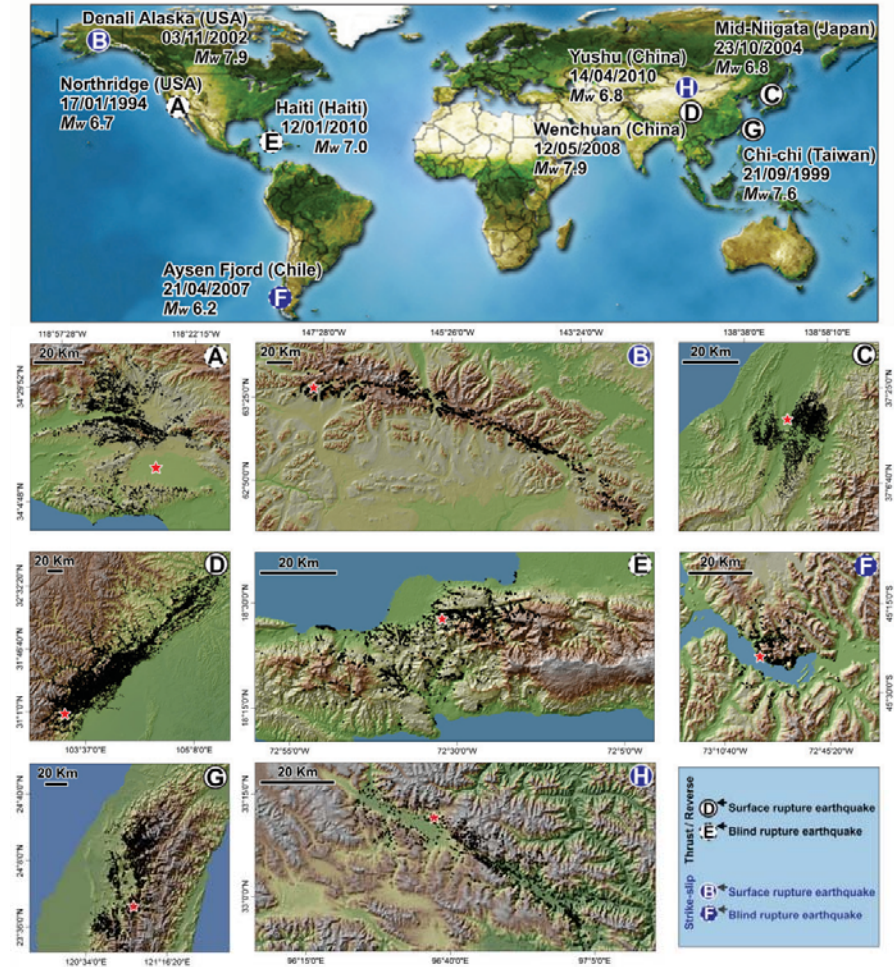 Denali Alaska (USA)
03/11/2002
Mw 7.9
B
Northridge (USA)
17/01/1994
Mw 6.7
A
Haiti (Haiti)
12/01/2010
Mw 7.0
E
Aysen Fjord (Chile)
21/04/2007
Mw 6.2
F
Yushu (China)
14/04/2010
Mw 6.8
H
Mid-Niigata (Japan)
23/10/2004
Mw 6.8
C
D
Wenchuan (China)
12/05/2008
Mw 7.9
G
Chi-chi (Taiwan)
21/09/1999
Mw 7.6
118°57'28"W
118°22'15"W
20 Km
A
34°4'48"N
147°28'0"W
145°26'0"W
143°24'0"W
20 Km
B
63°25'0"N
62°50'0"N
138°38'0"E
138°58'10"E
20 Km
C
37°25'0"N
37°6'40"N
20 Km
D
32°32'20"N
31°46'40"N
31°1'0"N
103°37'0"E
105°8'0"E
20 Km
E
18°30'0"N
18°15'0"N
72°55'0"W
72°30'0"W
72°5'0"W
20 Km
F
45°15'0"S
45°30'0"S
73°10'40"W
72°45'20"W
20 Km
G
24°40'0"N
24°8'0"N
23°36'0"N
120°34'0"E
121°16'20"E
20 Km
H
33°15'0"N
33°0'0"N
96°15'0"E
96°40'0"E
97°5'0"E
Thrust / Reverse
D Surface rupture earthquake
E Blind rupture earthquake
Strike-slip
B Surface rupture earthquake
F Blind rupture earthquake